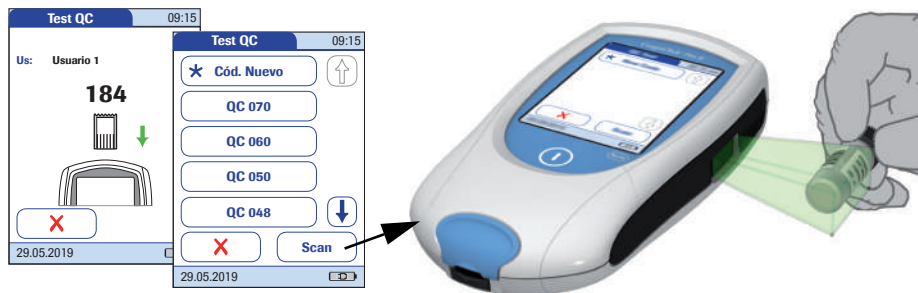 Test QC
09:15
Us: Usuario 1
184
29.05.2019
Test QC
09:15
* Cód. Nuevo
QC 070
QC 060
QC 050
QC 048
Scan
29.05.2019